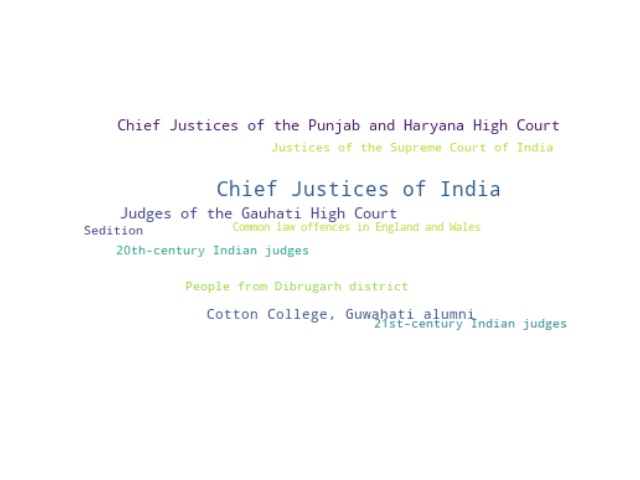 Chief Justices of the Punjab and Haryana High Court
Justices of the Supreme Court of India
Chief Justices of India
Judges of the Gauhati High Court
Common law offences in England and Wales
Sedition
20th-century Indian judges
People from Dibrugarh district
Cotton College, Guwahati alumni
21st-century Indian judges